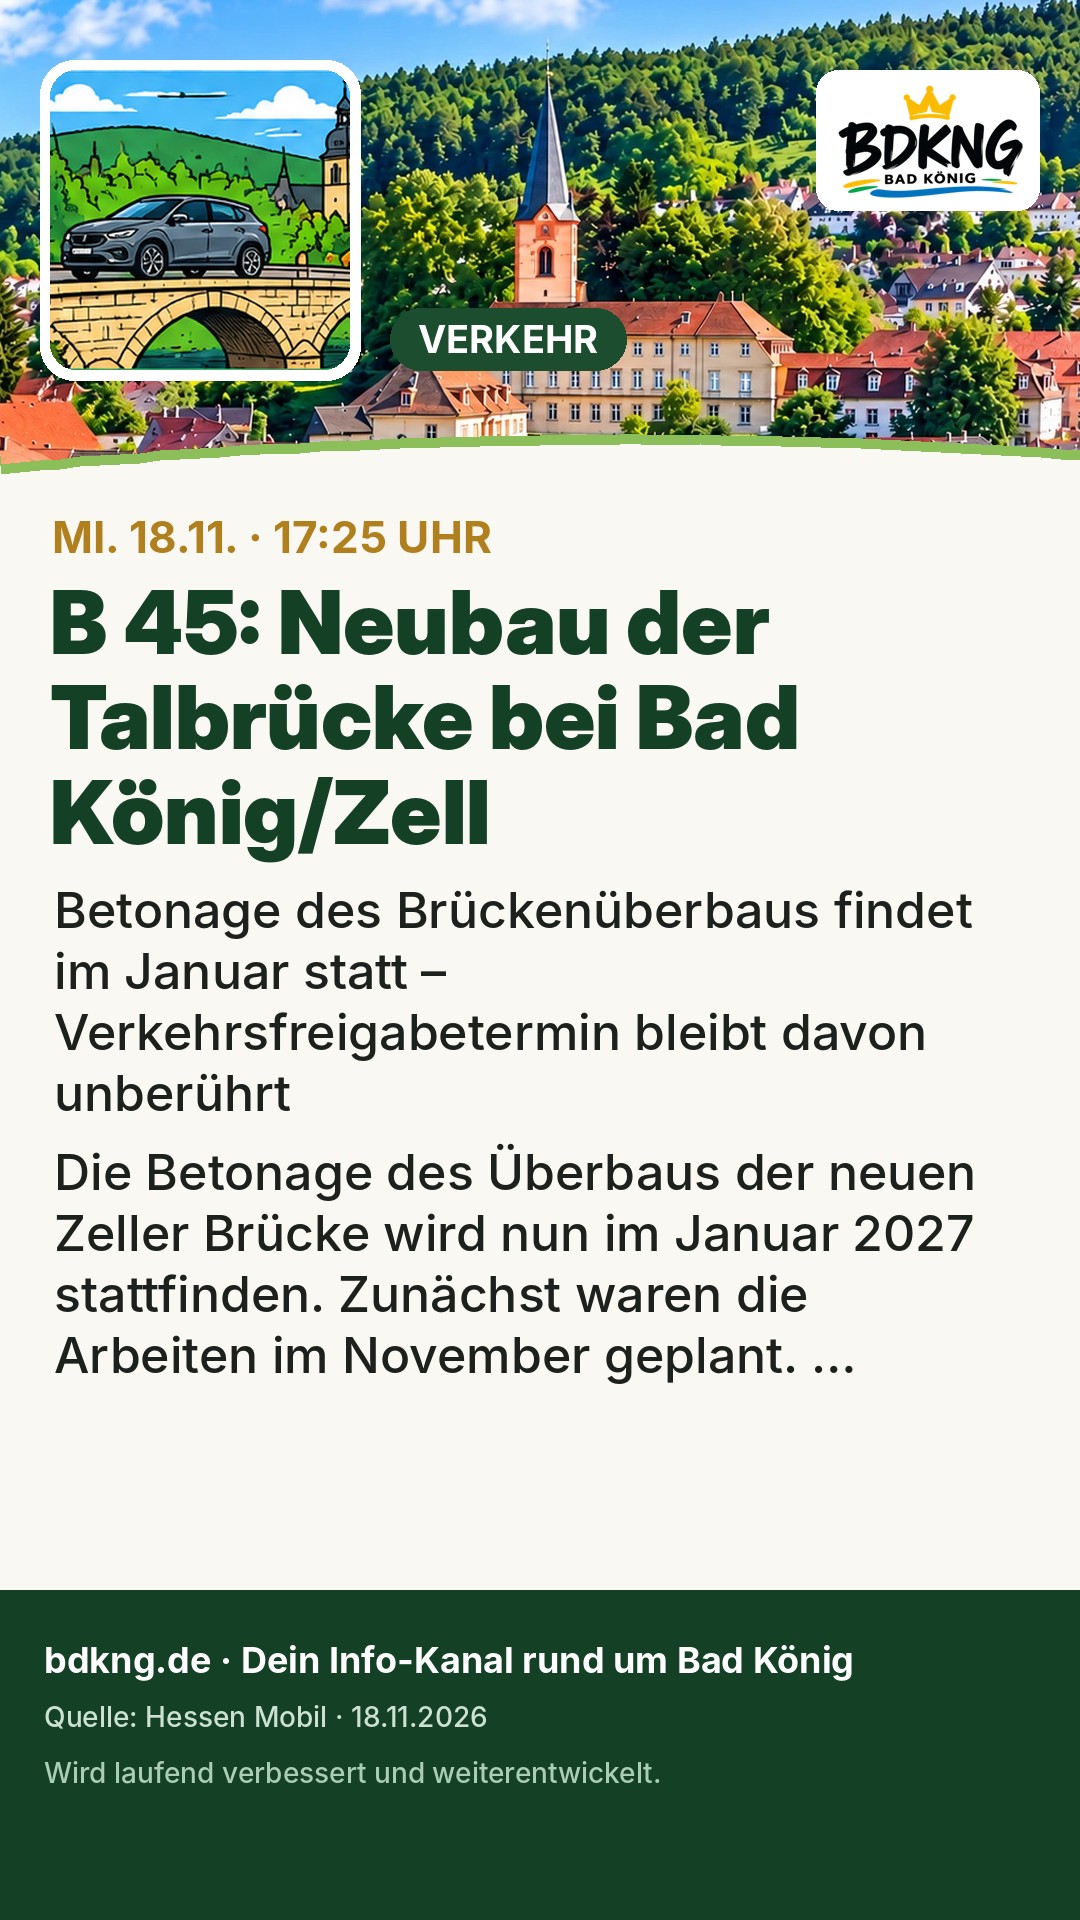 BDKNG
BAD KÖNIG
VERKEHR
MI. 18.11. · 17:25 UHR
B 45: Neubau der
Talbrücke bei Bad
König/Zell
Betonage des Brückenüberbaus findet
im Januar statt –
Verkehrsfreigabetermin bleibt davon
unberührt
Die Betonage des Überbaus der neuen
Zeller Brücke wird nun im Januar 2027
stattfinden. Zunächst waren die
Arbeiten im November geplant. ...
bdkng.de · Dein Info-Kanal rund um Bad König
Quelle: Hessen Mobil · 18.11.2026
Wird laufend verbessert und weiterentwickelt.